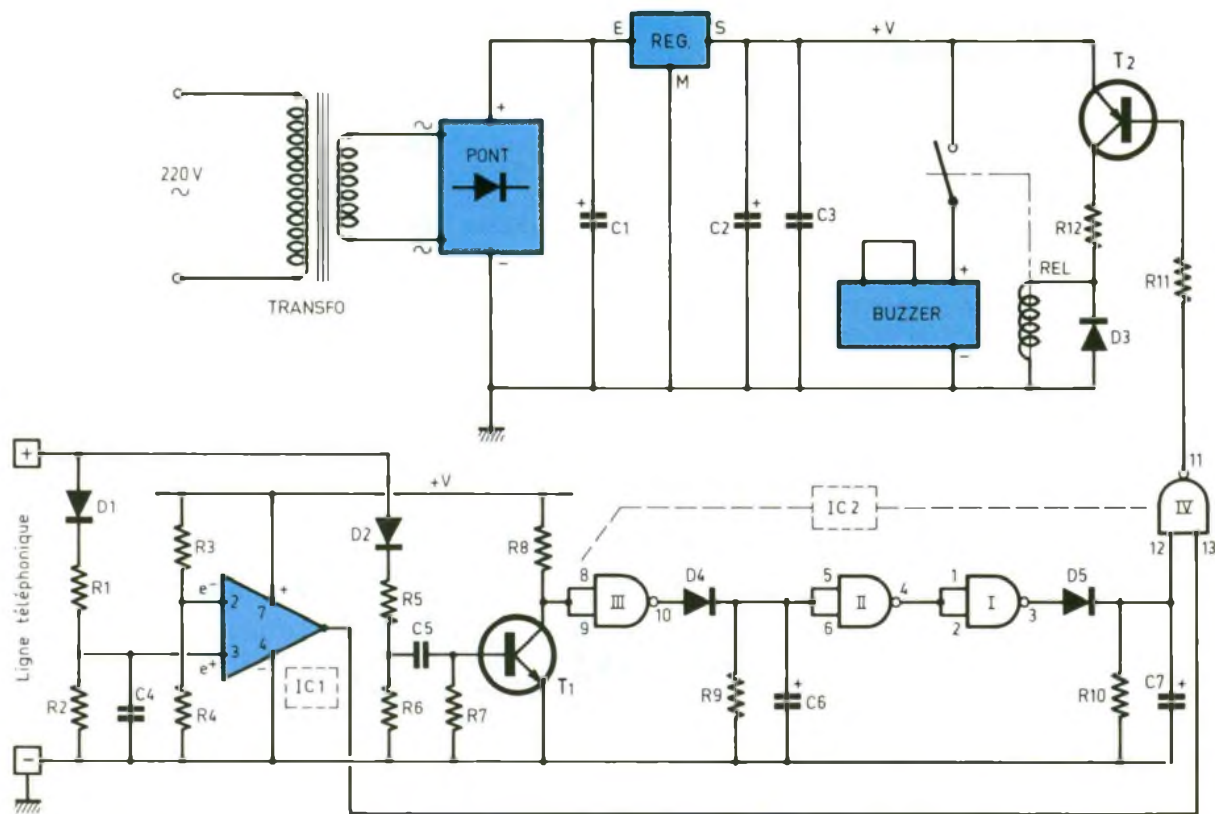 E
REG.
S
+V
M
T2
+
~
PONT
220 V
~
~
-
TRANSFO
+
C1
+
C2
C3
R12
REL
R11
+
BUZZER
-
D3
+
Ligne téléphonique
D1
R1
R2
C4
R3
R4
e-
2
7
+
3
4
e+
-
IC1
+V
D2
R5
C5
R6
R7
R8
T1
8
9
III
10
D4
R9
+
C6
IC2
5
6
II
4
1
2
I
3
D5
R10
+
C7
11
IV
12
13
-